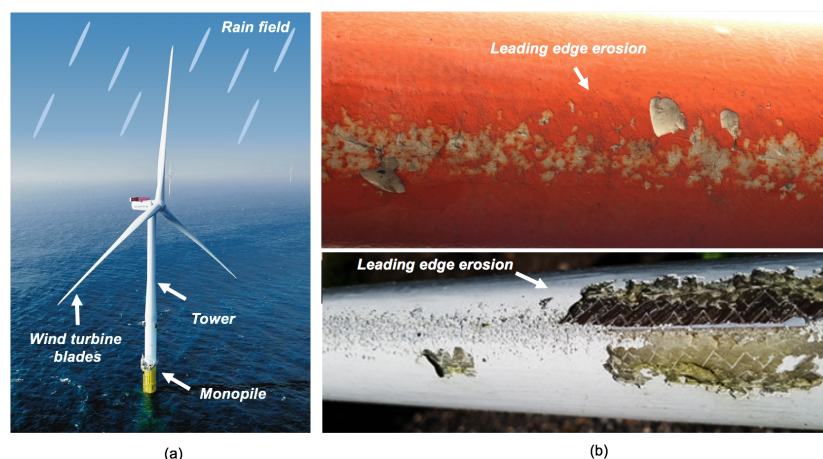 Rain field
Wind turbine
blades
Tower
Monopile
(a)
Leading edge erosion
Leading edge erosion
(b)